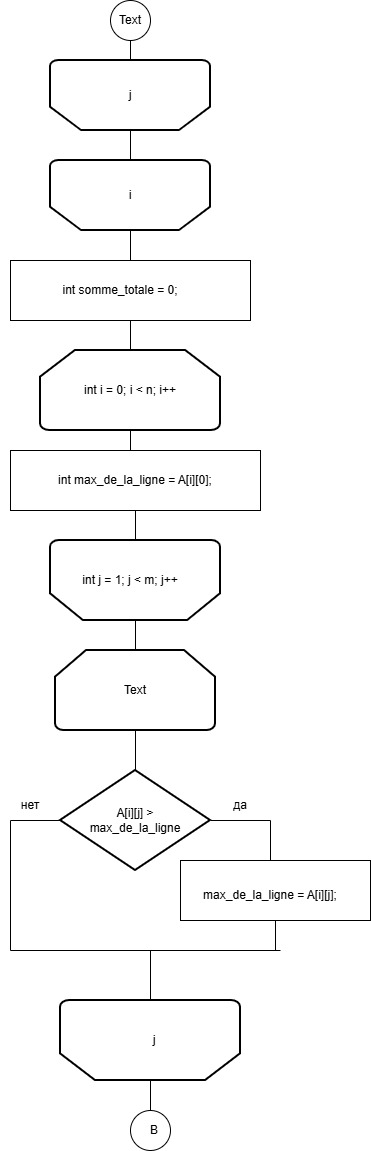 Text
j
i
int somme_totale = 0;
int i = 0; i < n; i++
int max_de_la_ligne = A[i][0];
int j = 1; j < m; j++
Text
нет
A[i][j] >
max_de_la_ligne
да
max_de_la_ligne = A[i][j];
j
B